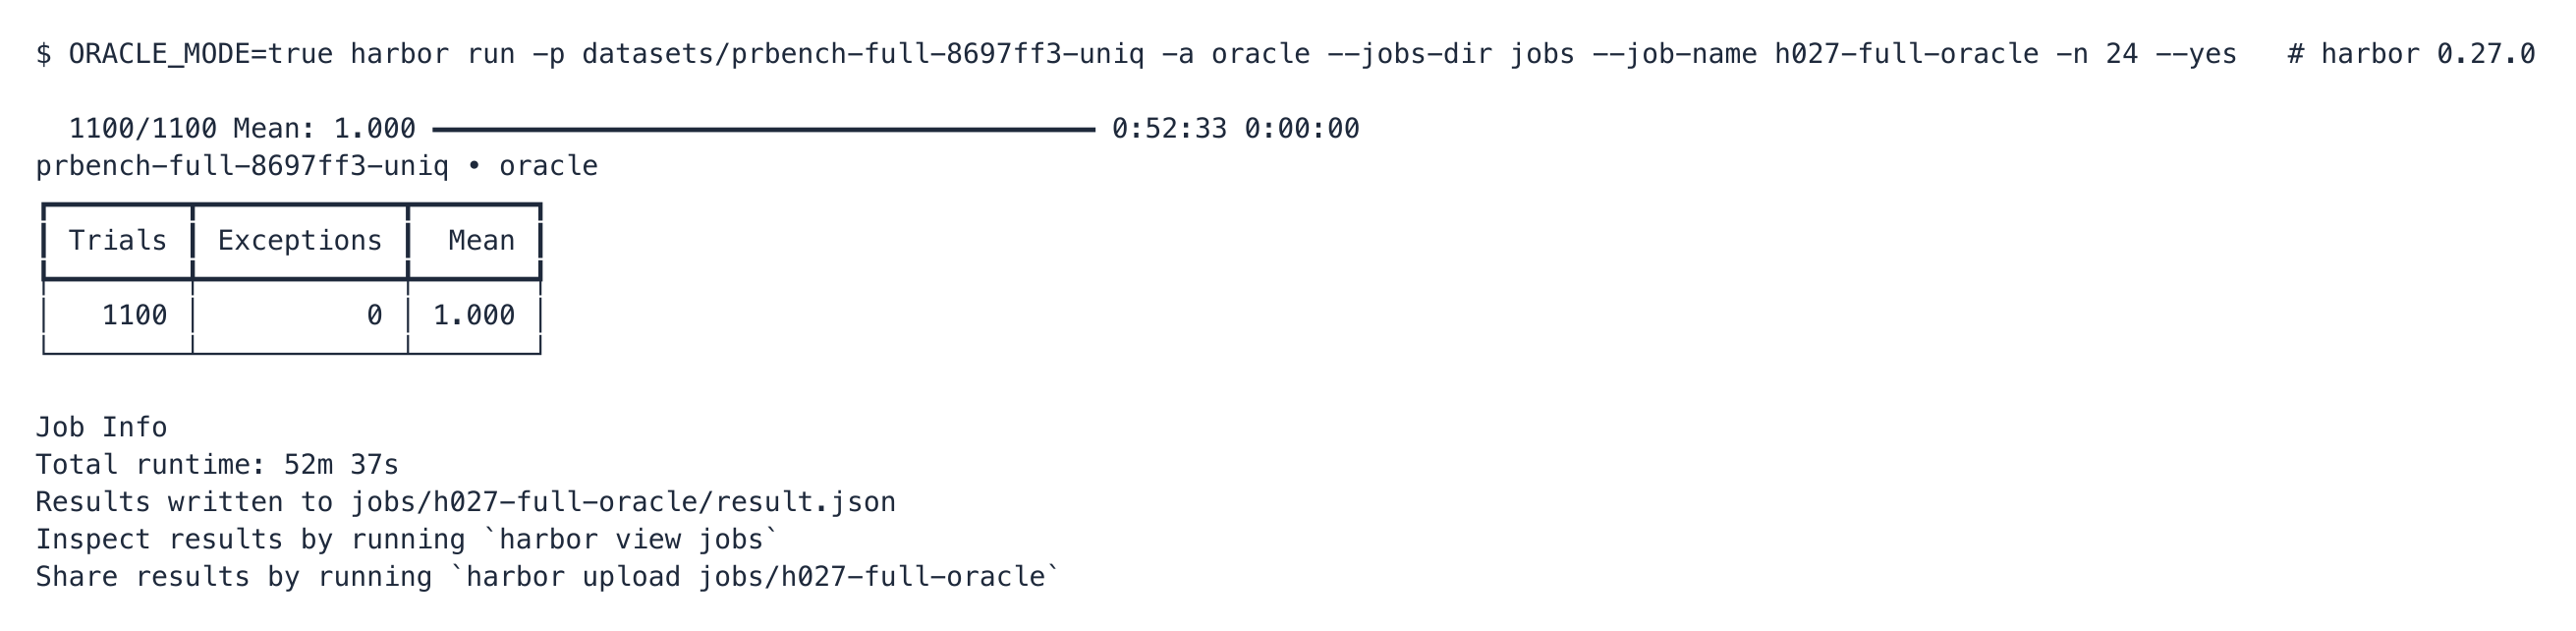 $ ORACLE_MODE=true harbor run -p datasets/prbench-full-8697ff3-uniq -a oracle --jobs-dir jobs --job-name h027-full-oracle -n 24 --yes   # harbor 0.27.0
1100/1100 Mean: 1.000 0:52:33 0:00:00
prbench-full-8697ff3-uniq • oracle
Trials Exceptions Mean
1100 0 1.000
Job Info
Total runtime: 52m 37s
Results written to jobs/h027-full-oracle/result.json
Inspect results by running `harbor view jobs`
Share results by running `harbor upload jobs/h027-full-oracle`